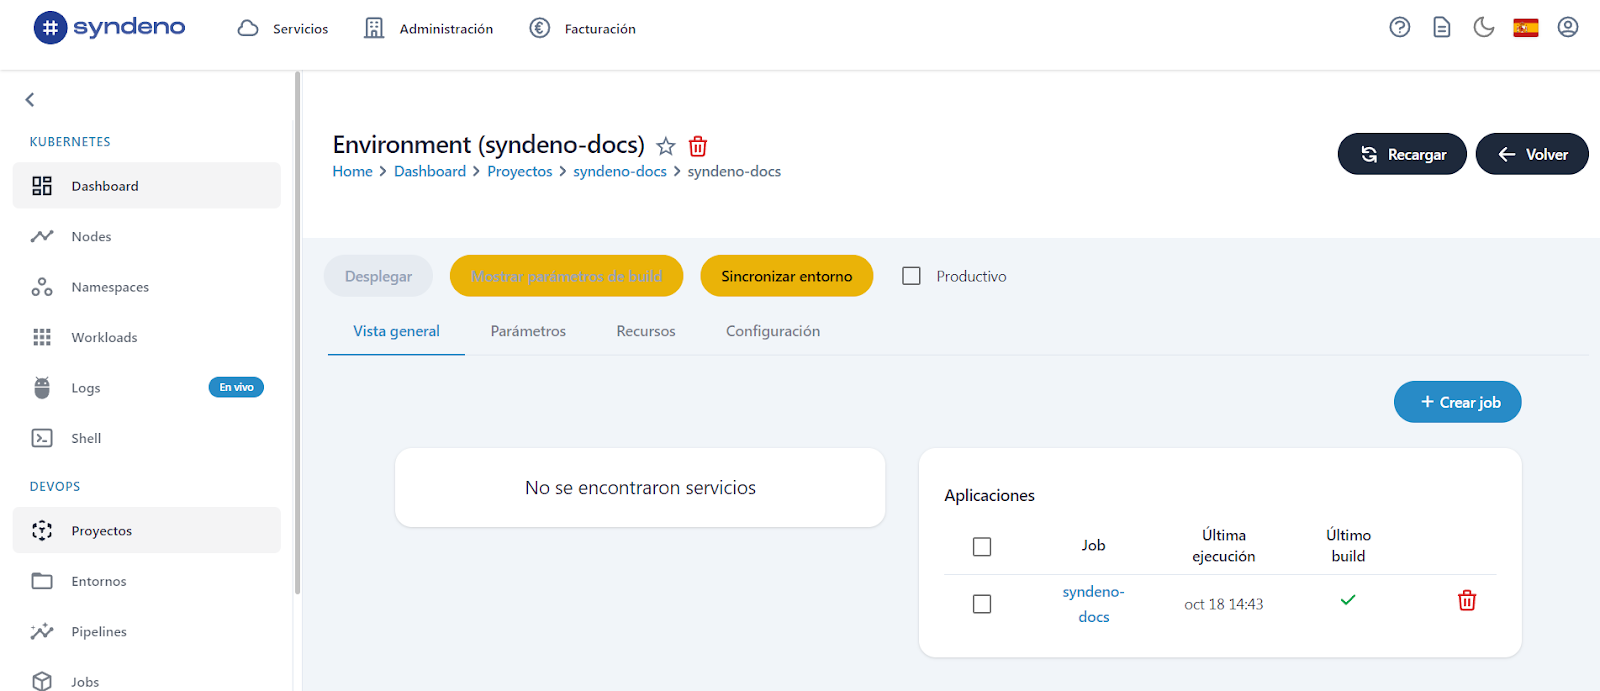 # syndeno
Servicios
Administración
Facturación
KUBERNETES
Dashboard
Nodes
Namespaces
Workloads
Logs
En vivo
Shell
DEVOPS
Proyectos
Entornos
Pipelines
Jobs
Environment (syndeno-docs)
Home > Dashboard > Proyectos > syndeno-docs > syndeno-docs
Recargar
Volver
Desplegar
Mostrar parámetros de build
Sincronizar entorno
Productivo
Vista general
Parámetros
Recursos
Configuración
+ Crear job
No se encontraron servicios
Aplicaciones
Job
Última
ejecución
Último
build
syndeno-
docs
oct 18 14:43